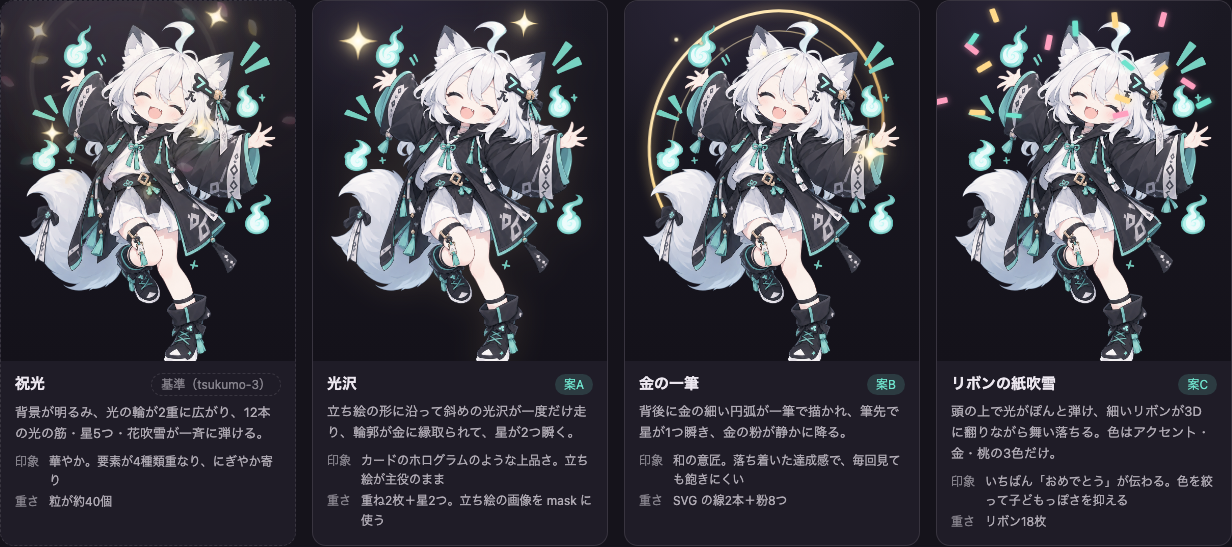 祝光
基準（tsukumo-3）
背景が明るみ、光の輪が2重に広がり、12本
の光の筋・星5つ・花吹雪が一斉に弾ける。
印象 華やか。要素が4種類重なり、にぎやか寄
り
重さ 粒が約40個
光沢
案A
立ち絵の形に沿って斜めの光沢が一度だけ走
り、輪郭が金に縁取られて、星が2つ瞬く。
印象 カードのホログラムのような上品さ。立ち
絵が主役のまま
重さ 重ね2枚＋星2つ。立ち絵の画像を mask に
使う
金の一筆
案B
背後に金の細い円弧が一筆で描かれ、筆先で
星が1つ瞬き、金の粉が静かに降る。
印象 和の意匠。落ち着いた達成感で、毎回見て
も飽きにくい
重さ SVG の線2本＋粉8つ
リボンの紙吹雪
案C
頭の上で光がぽんと弾け、細いリボンが3D
に翻りながら舞い落ちる。色はアクセント・
金・桃の3色だけ。
印象 いちばん「おめでとう」が伝わる。色を絞
って子どもっぽさを抑える
重さ リボン18枚